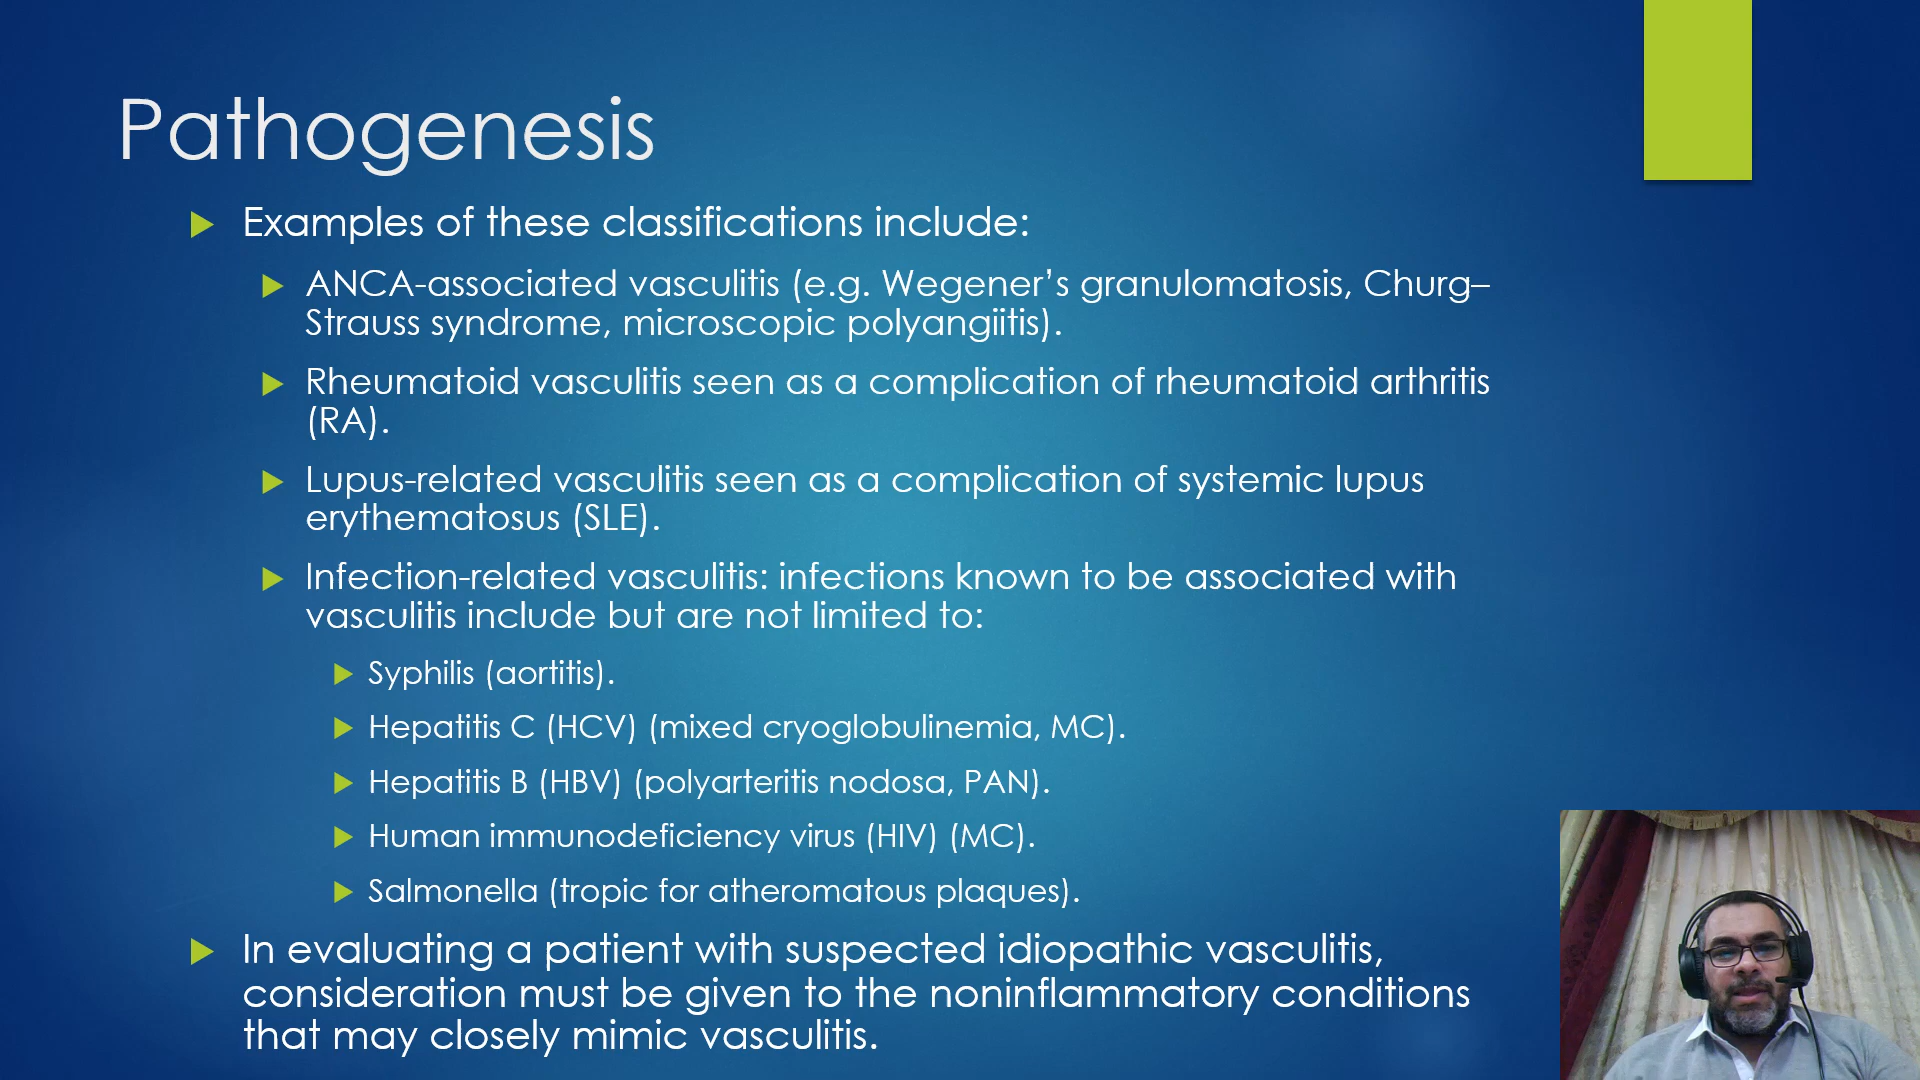 Pathogenesis
Examples of these classifications include:
ANCA-associated vasculitis (e.g. Wegener’s granulomatosis, Churg–
Strauss syndrome, microscopic polyangiitis).
Rheumatoid vasculitis seen as a complication of rheumatoid arthritis
(RA).
Lupus-related vasculitis seen as a complication of systemic lupus
erythematosus (SLE).
Infection-related vasculitis: infections known to be associated with
vasculitis include but are not limited to:
Syphilis (aortitis).
Hepatitis C (HCV) (mixed cryoglobulinemia, MC).
Hepatitis B (HBV) (polyarteritis nodosa, PAN).
Human immunodeficiency virus (HIV) (MC).
Salmonella (tropic for atheromatous plaques).
In evaluating a patient with suspected idiopathic vasculitis,
consideration must be given to the noninflammatory conditions
that may closely mimic vasculitis.